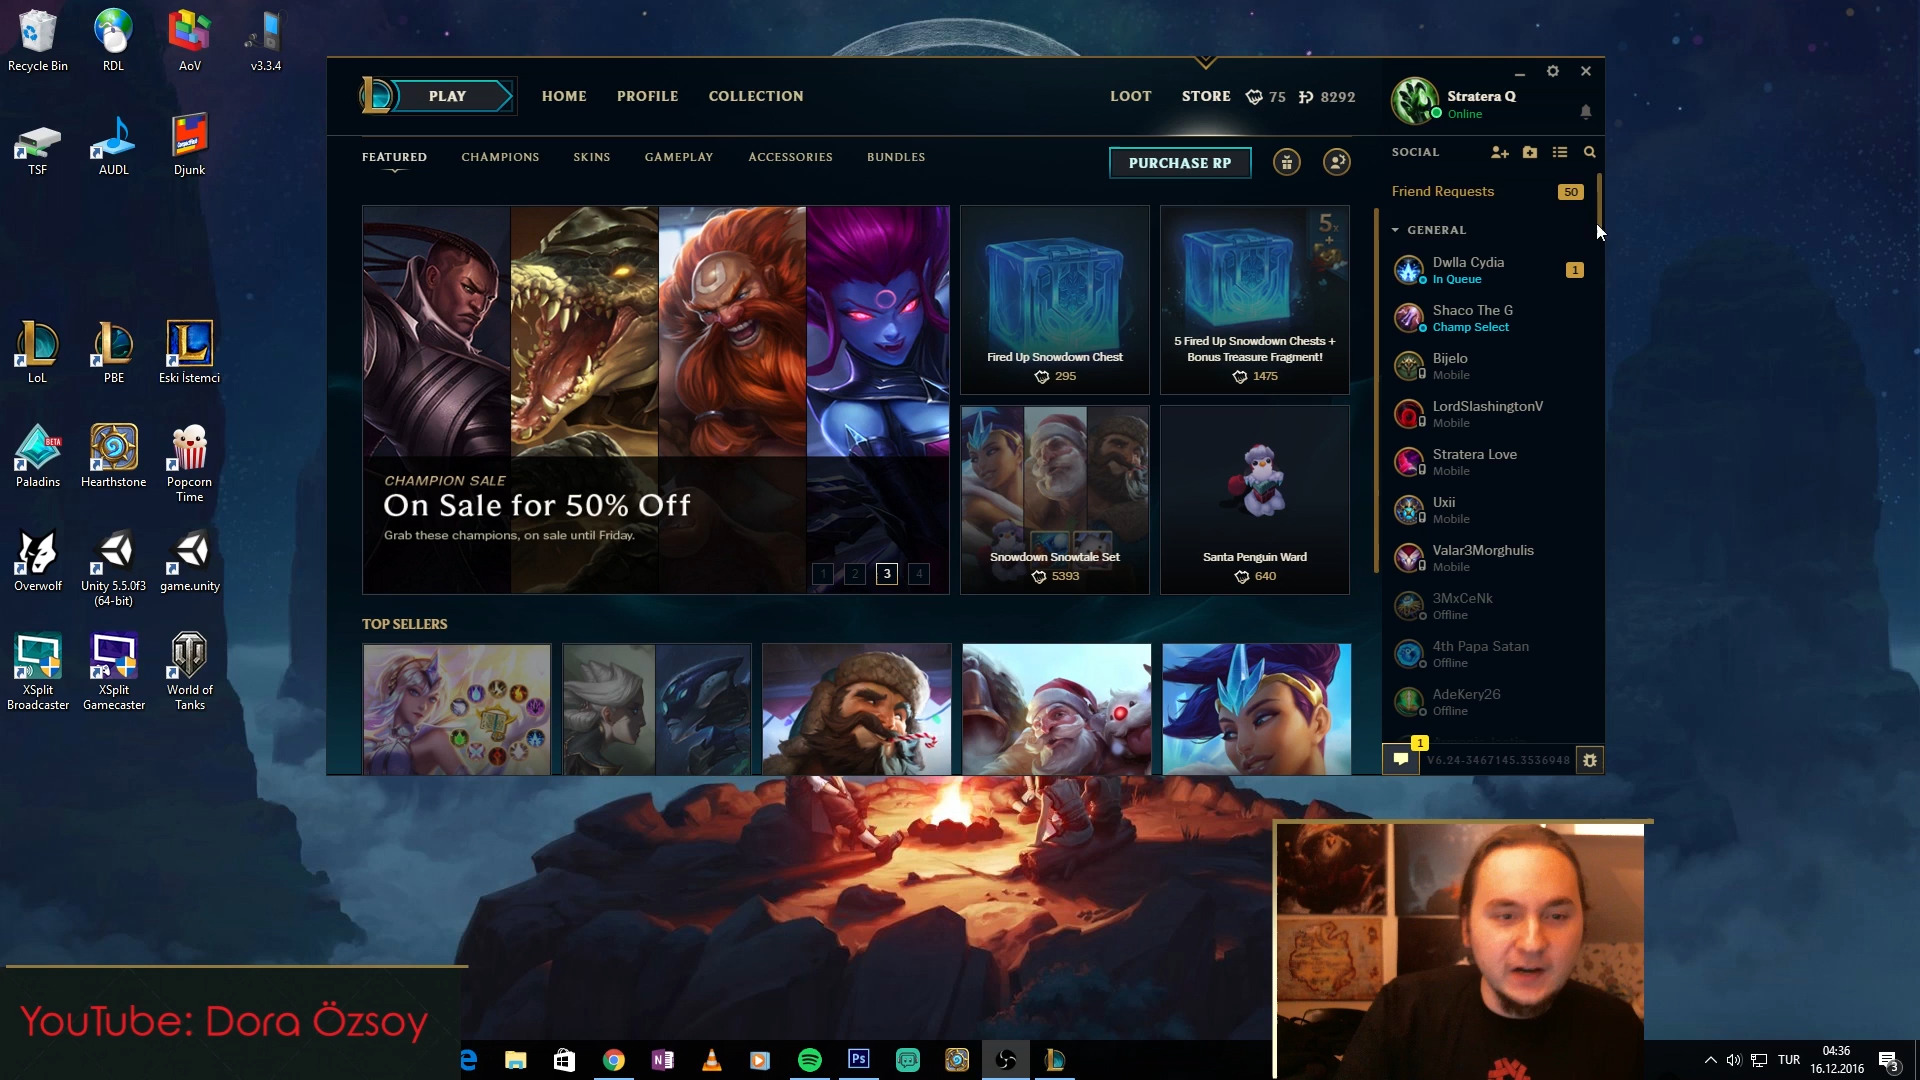 Recycle Bin
RDL
AoV
v3.3.4
TSF
AUDL
Djunk
LoL
PBE
Eski İstemci
Paladins
BETA
Hearthstone
Popcorn
Time
Overwolf
Unity 5.5.0f3
(64-bit)
game.unity
XSplit
Broadcaster
XSplit
Gamecaster
World of
Tanks
PLAY
HOME
PROFILE
COLLECTION
LOOT
STORE
75
8292
Stratera Q
Online
FEATURED
CHAMPIONS
SKINS
GAMEPLAY
ACCESSORIES
BUNDLES
PURCHASE RP
CHAMPION SALE
On Sale for 50% Off
Grab these champions, on sale until Friday.
1 2 3 4
Fired Up Snowdown Chest
295
5x
+
5 Fired Up Snowdown Chests +
Bonus Treasure Fragment!
1475
Snowdown Snowtale Set
5393
Santa Penguin Ward
640
TOP SELLERS
SOCIAL
Friend Requests
50
GENERAL
Dwlla Cydia
In Queue
1
Shaco The G
Champ Select
Bijelo
Mobile
LordSlashingtonV
Mobile
Stratera Love
Mobile
Uxii
Mobile
Valar3Morghulis
Mobile
3MxCeNk
Offline
4th Papa Satan
Offline
AdeKery26
Offline
1
V6.24-3467145.3536948
YouTube: Dora Özsoy
Ps
TUR
04:36
16.12.2016
3